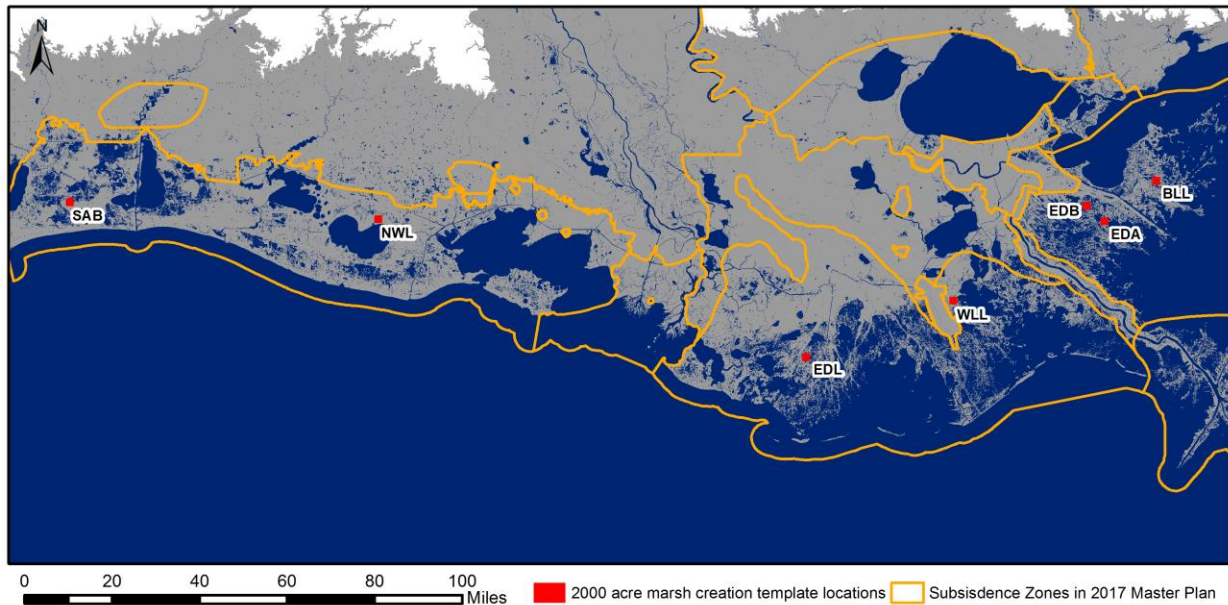 N
SAB
NWL
BLL
EDB
EDA
WLL
EDL
0 20 40 60 80 100
Miles
2000 acre marsh creation template locations
Subsisdence Zones in 2017 Master Plan